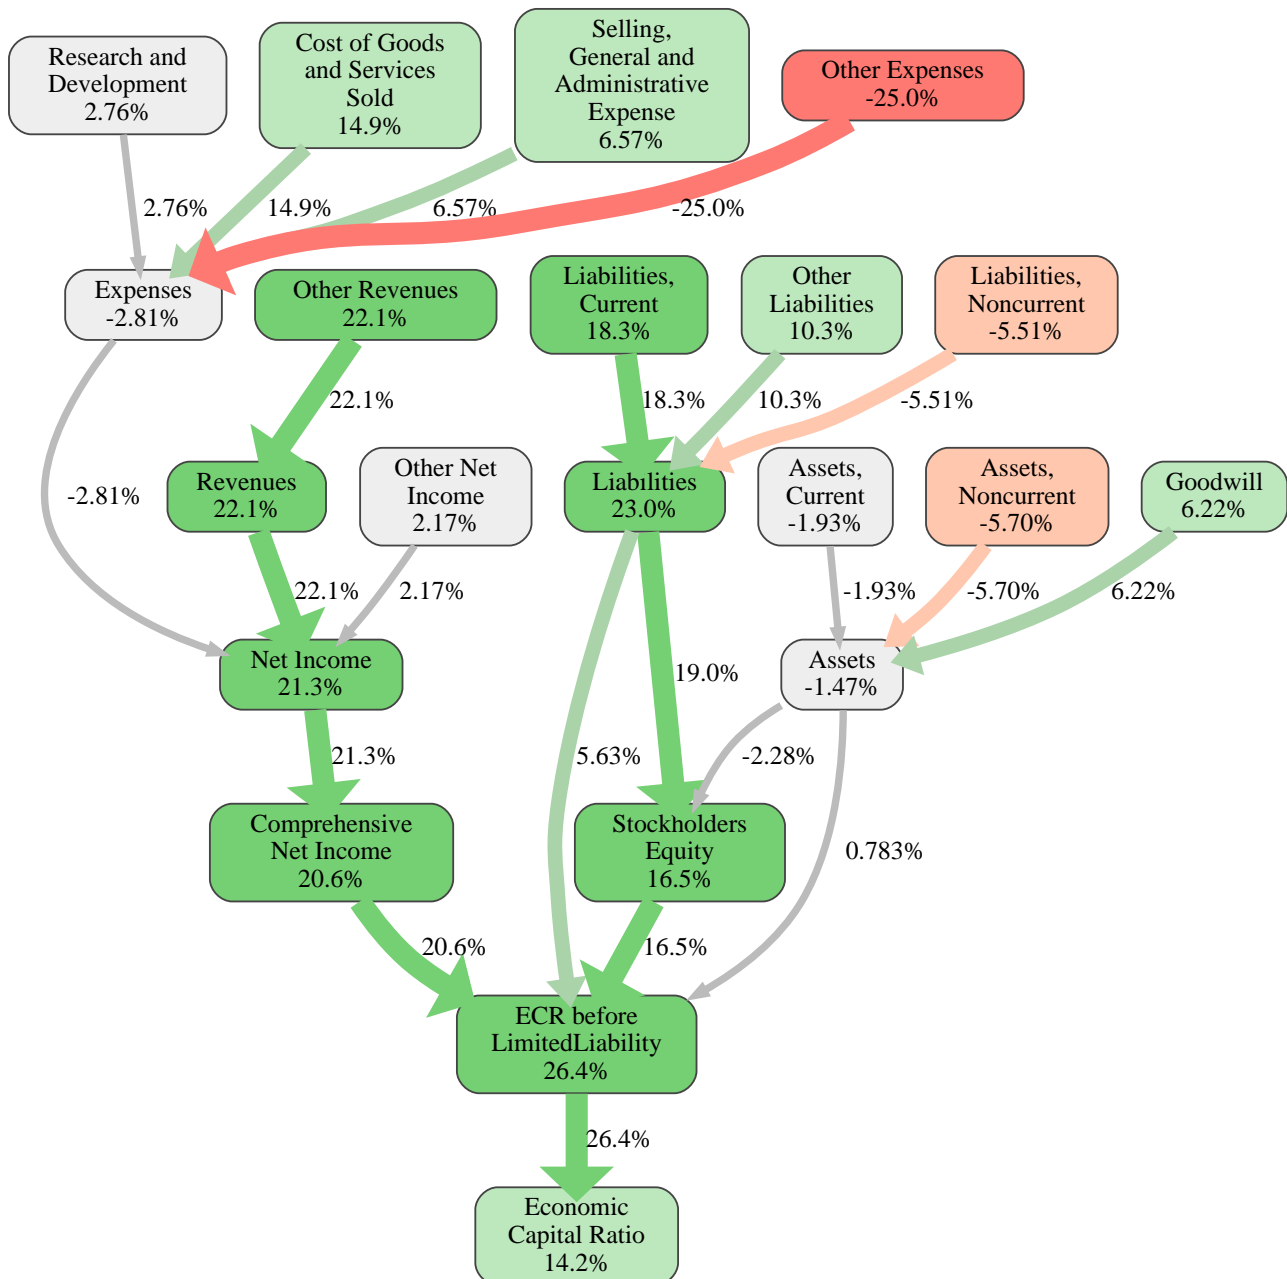 Research and
Development
2.76%
Cost of Goods
and Services
Sold
14.9%
Selling,
General and
Administrative
Expense
6.57%
Other Expenses
-25.0%
2.76%
14.9%
6.57%
-25.0%
Expenses
-2.81%
Other Revenues
22.1%
Liabilities,
Current
18.3%
Other
Liabilities
10.3%
Liabilities,
Noncurrent
-5.51%
22.1%
18.3%
10.3%
-5.51%
-2.81%
Revenues
22.1%
Other Net
Income
2.17%
Liabilities
23.0%
Assets,
Current
-1.93%
Assets,
Noncurrent
-5.70%
Goodwill
6.22%
22.1%
2.17%
-1.93%
-5.70%
6.22%
Net Income
21.3%
19.0%
Assets
-1.47%
21.3%
5.63%
-2.28%
Comprehensive
Net Income
20.6%
Stockholders
Equity
16.5%
0.783%
20.6%
16.5%
ECR before
LimitedLiability
26.4%
26.4%
Economic
Capital Ratio
14.2%